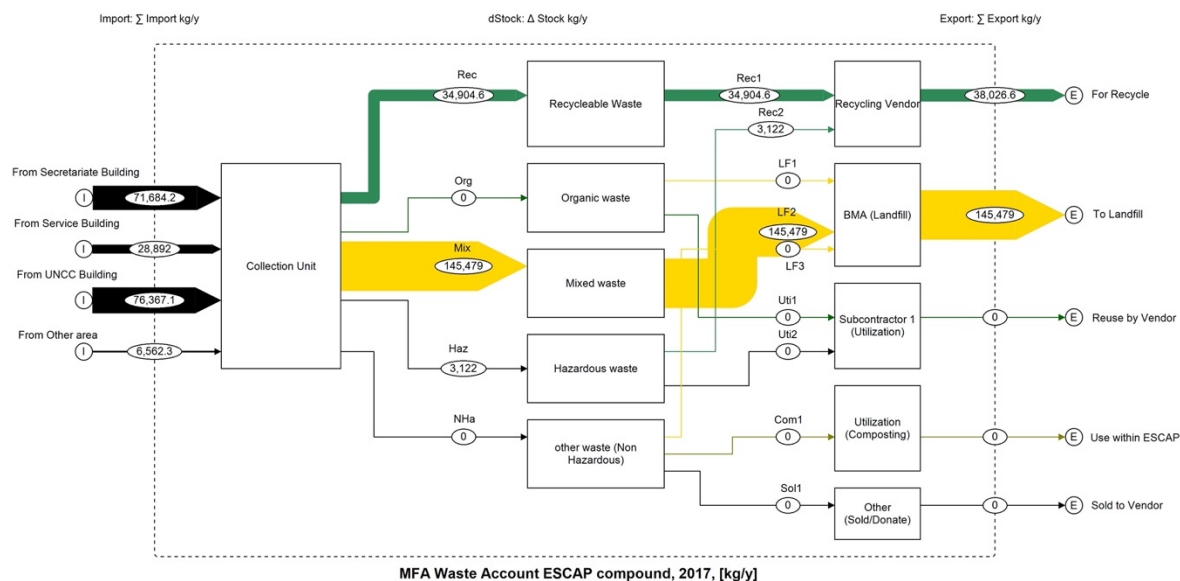 Import: ∑ Import kg/y
dStock: Δ Stock kg/y
Export: ∑ Export kg/y
Rec
34,904.6
Recycleable Waste
Rec1
34,904.6
Rec2
3,122
Recycling Vendor
38,026.6
E
For Recycle
From Secretariate Building
I
71,684.2
From Service Building
I
28,892
From UNCC Building
I
76,367.1
From Other area
I
6,562.3
Collection Unit
Org
0
Organic waste
LF1
0
LF2
145,479
0
LF3
BMA (Landfill)
145,479
E
To Landfill
Mix
145,479
Mixed waste
Uti1
0
Uti2
0
Subcontractor 1
(Utilization)
0
E
Reuse by Vendor
Haz
3,122
Hazardous waste
NHa
0
other waste (Non
Hazardous)
Com1
0
Utilization
(Composting)
0
E
Use within ESCAP
Sol1
0
Other
(Sold/Donate)
0
E
Sold to Vendor
MFA Waste Account ESCAP compound, 2017, [kg/y]